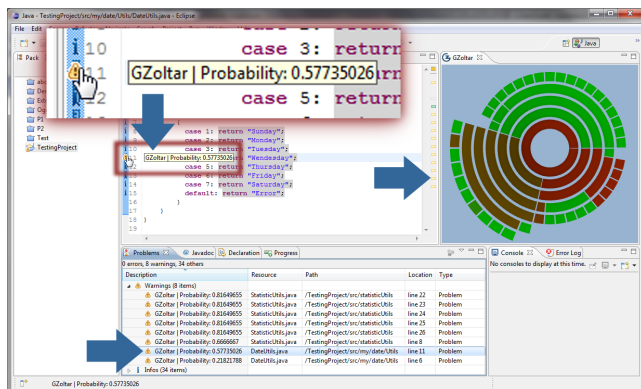 Java - TestingProject/src/my/date/Utils/DateUtils.java - Eclipse
File Edit
Java
Pack
GZoltar
i 10 case 3: return
11
GZoltar | Probability: 0.57735026
12 case 5: return
P1
P2
Test
TestingProject
case 1: return "Sunday";
case 2: return "Monday";
case 3: return "Tuesday";
GZoltar | Probability: 0.57735026 "Wendesday";
case 5: return "Thursday";
case 6: return "Friday";
case 7: return "Saturday";
default: return "Error";
}
17 }
18 }
19
Problems @ Javadoc Declaration Progress
0 errors, 8 warnings, 34 others
Description Resource Path Location Type
Warnings (8 items)
GZoltar | Probability: 0.81649655 StatisticUtils.java /TestingProject/src/statisticUtils line 22 Problem
GZoltar | Probability: 0.81649655 StatisticUtils.java /TestingProject/src/statisticUtils line 23 Problem
GZoltar | Probability: 0.81649655 StatisticUtils.java /TestingProject/src/statisticUtils line 24 Problem
GZoltar | Probability: 0.81649655 StatisticUtils.java /TestingProject/src/statisticUtils line 25 Problem
GZoltar | Probability: 0.81649655 StatisticUtils.java /TestingProject/src/statisticUtils line 26 Problem
GZoltar | Probability: 0.6666667 StatisticUtils.java /TestingProject/src/statisticUtils line 8 Problem
GZoltar | Probability: 0.57735026 DateUtils.java /TestingProject/src/my/date/Utils line 11 Problem
GZoltar | Probability: 0.21821788 DateUtils.java /TestingProject/src/my/date/Utils line 6 Problem
i Infos (34 items)
Console Error Log
No consoles to display at this time.
GZoltar | Probability: 0.57735026